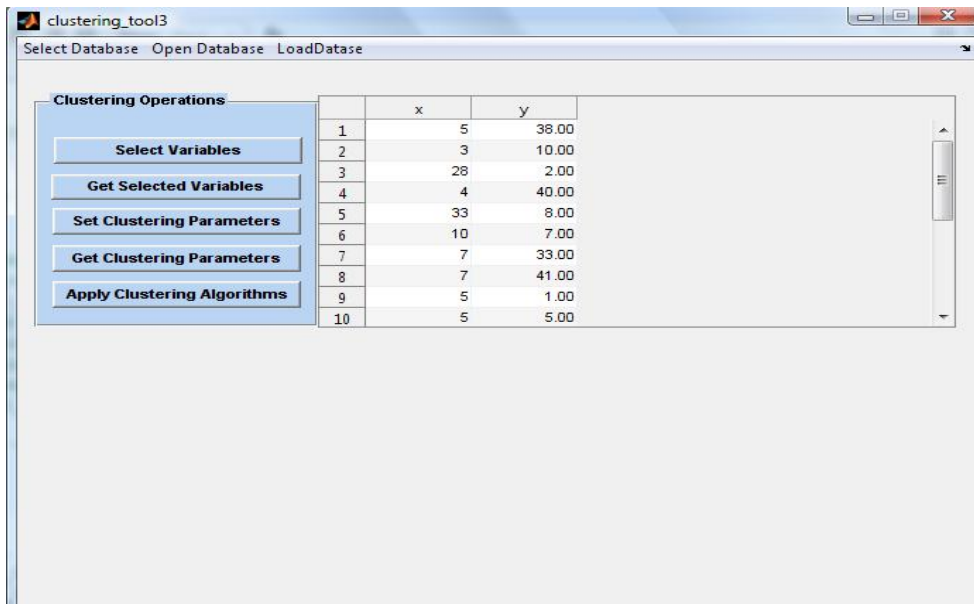 clustering_tool3
Select Database Open Database LoadDatase
Clustering Operations
Select Variables
Get Selected Variables
Set Clustering Parameters
Get Clustering Parameters
Apply Clustering Algorithms
x y
1 5 38.00
2 3 10.00
3 28 2.00
4 4 40.00
5 33 8.00
6 10 7.00
7 7 33.00
8 7 41.00
9 5 1.00
10 5 5.00